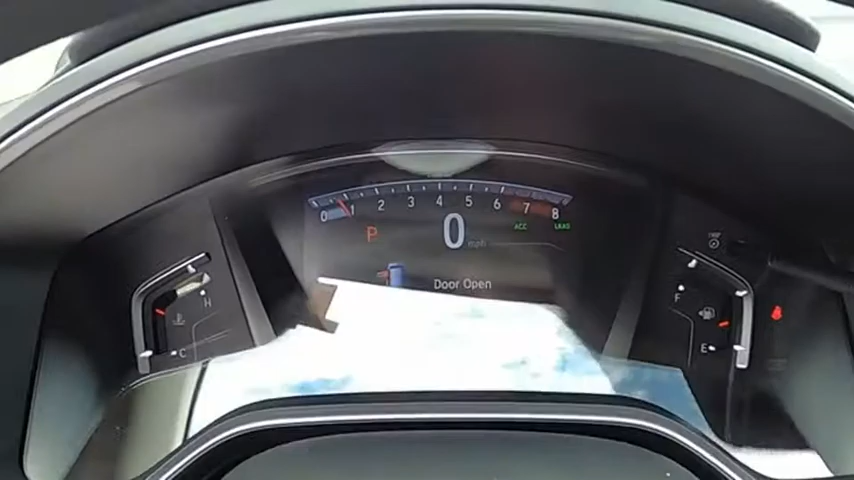 0 1 2 3 4 5 6 7 8
P
0 mph
ACC
LKAS
Door Open
H
C
F
E